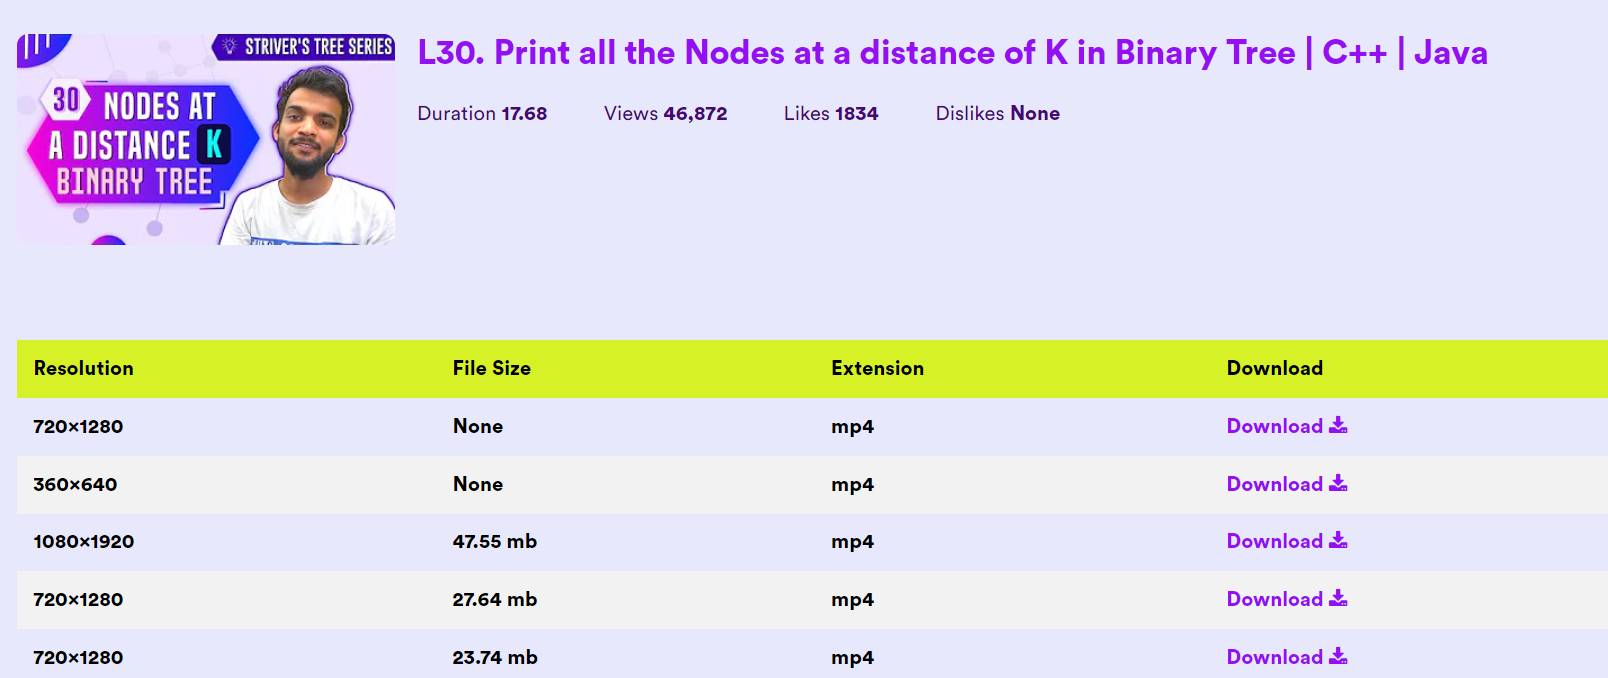 STRIVER'S TREE SERIES
30 NODES AT
A DISTANCE K
BINARY TREE
L30. Print all the Nodes at a distance of K in Binary Tree | C++ | Java
Duration 17.68 Views 46,872 Likes 1834 Dislikes None
Resolution File Size Extension Download
720×1280 None mp4 Download
360×640 None mp4 Download
1080×1920 47.55 mb mp4 Download
720×1280 27.64 mb mp4 Download
720×1280 23.74 mb mp4 Download